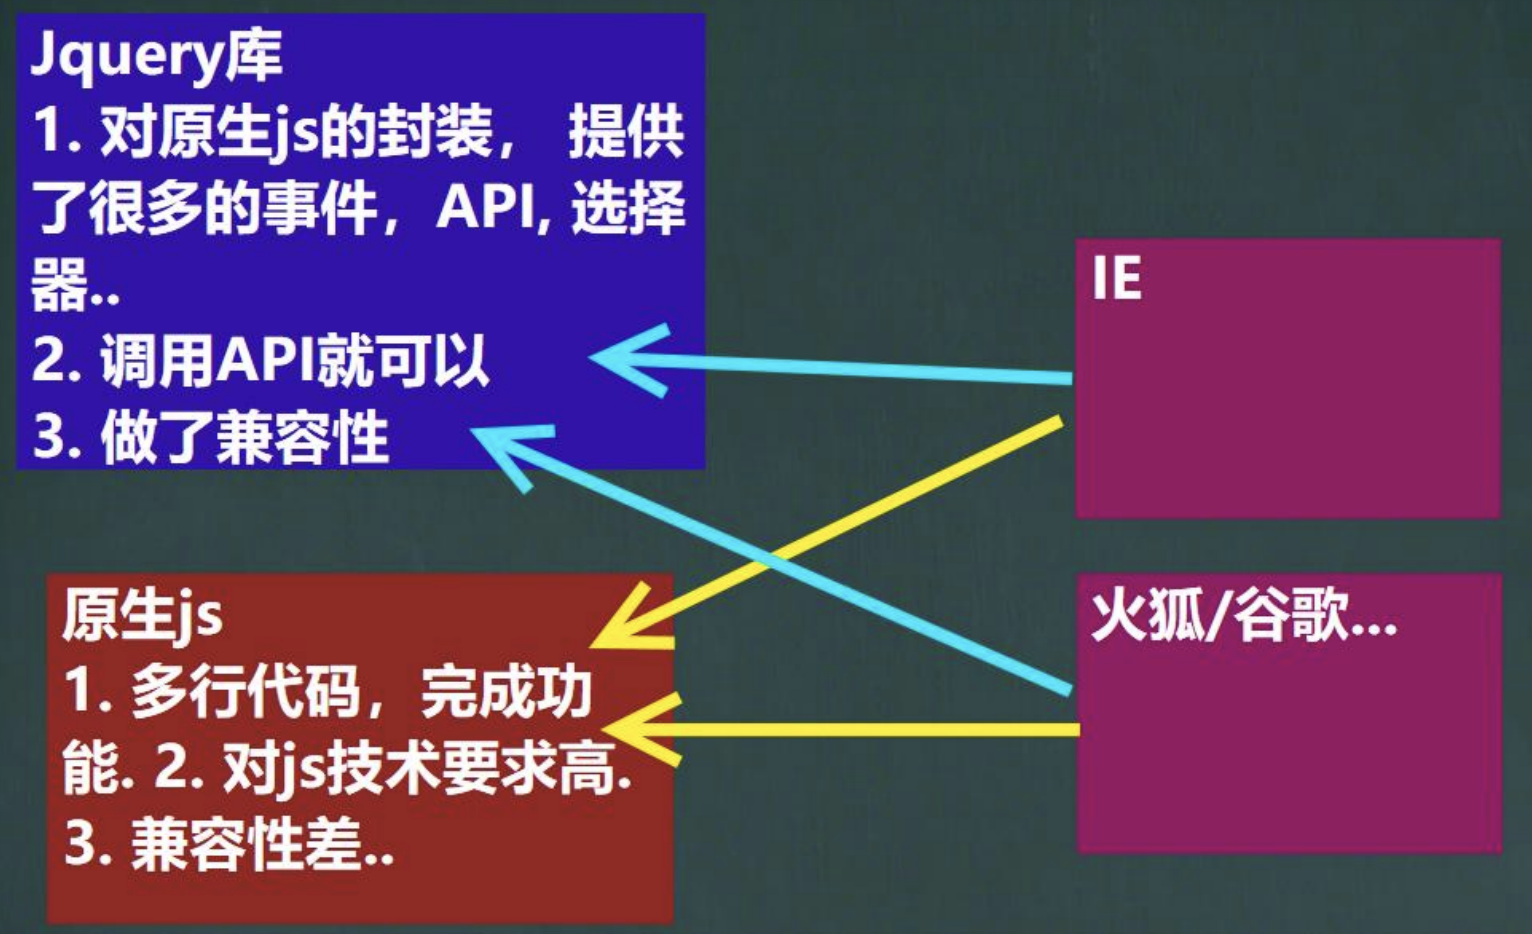 Jquery库
1. 对原生js的封装， 提供
了很多的事件，API, 选择
器..
2. 调用API就可以
3. 做了兼容性
原生js
1. 多行代码，完成功
能. 2. 对js技术要求高.
3. 兼容性差..
IE
火狐/谷歌...